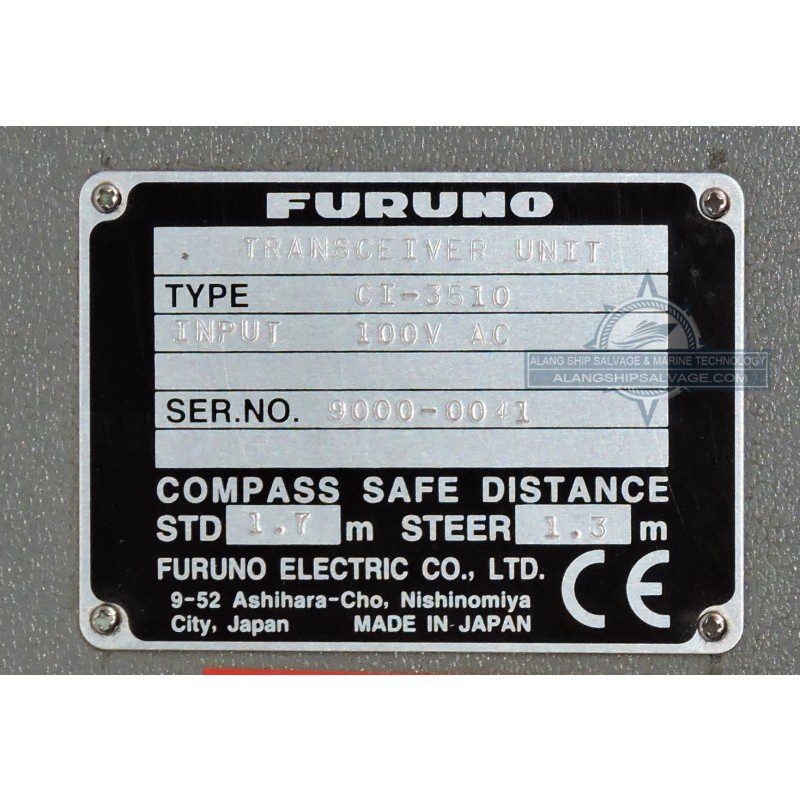 FURUNO
. TRANSCEIVER UNIT
TYPE CI-3510
INPUT 100V AC
ALANG SHIP SALVAGE & MARINE TECHNOLOGY
ALANGSHIPSALVAGE.COM
SER.NO. 9000-0041
COMPASS SAFE DISTANCE
STD 1.7 m STEER 1.3 m
FURUNO ELECTRIC CO., LTD. CE
9-52 Ashihara-Cho, Nishinomiya
City, Japan MADE IN JAPAN